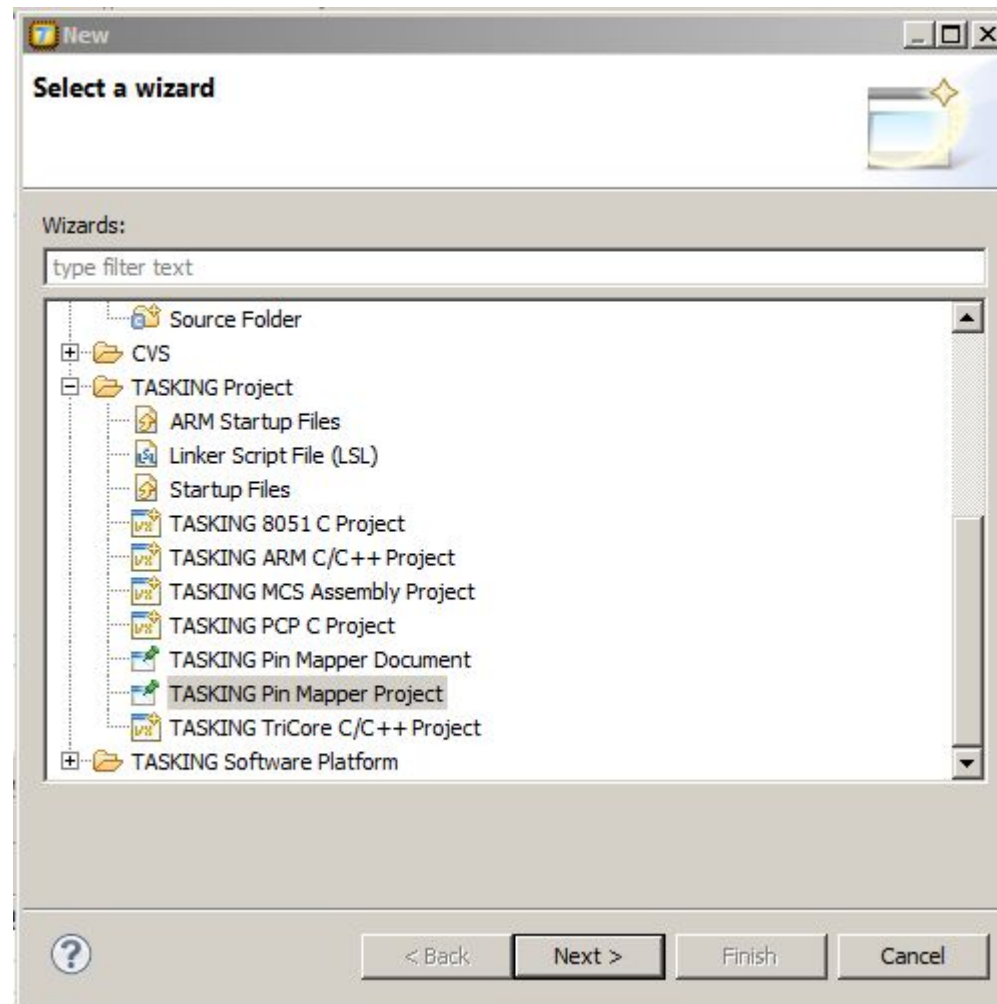 New
Select a wizard
Wizards:
type filter text
Source Folder
CVS
TASKING Project
ARM Startup Files
Linker Script File (LSL)
Startup Files
TASKING 8051 C Project
TASKING ARM C/C++ Project
TASKING MCS Assembly Project
TASKING PCP C Project
TASKING Pin Mapper Document
TASKING Pin Mapper Project
TASKING TriCore C/C++ Project
TASKING Software Platform
< Back Next > Finish Cancel